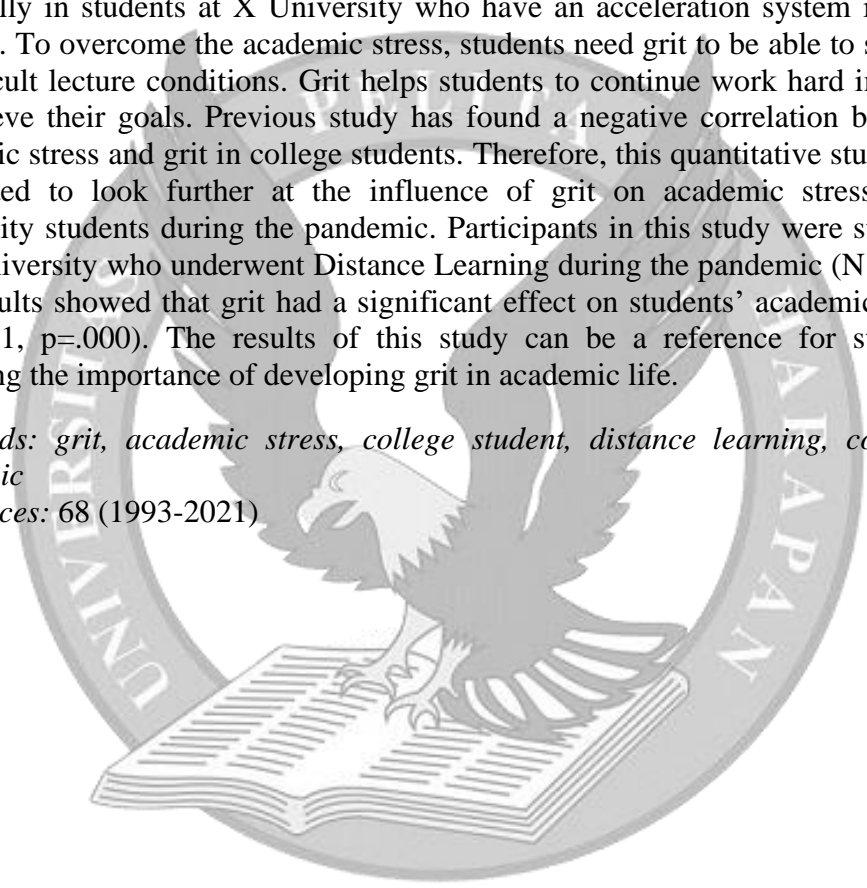 lly in students at X University who have an acceleration system i
. To overcome the academic stress, students need grit to be able to s
cult lecture conditions. Grit helps students to continue work hard i
eve their goals. Previous study has found a negative correlation b
ic stress and grit in college students. Therefore, this quantitative stu
ted to look further at the influence of grit on academic stress
ity students during the pandemic. Participants in this study were s
niversity who underwent Distance Learning during the pandemic (N
ults showed that grit had a significant effect on students' academic
1, p=.000). The results of this study can be a reference for s
ng the importance of developing grit in academic life.
ds: grit, academic stress, college student, distance learning, co
ic
ces: 68 (1993-2021)
UNIVERSITAS PELITA HARAPAN